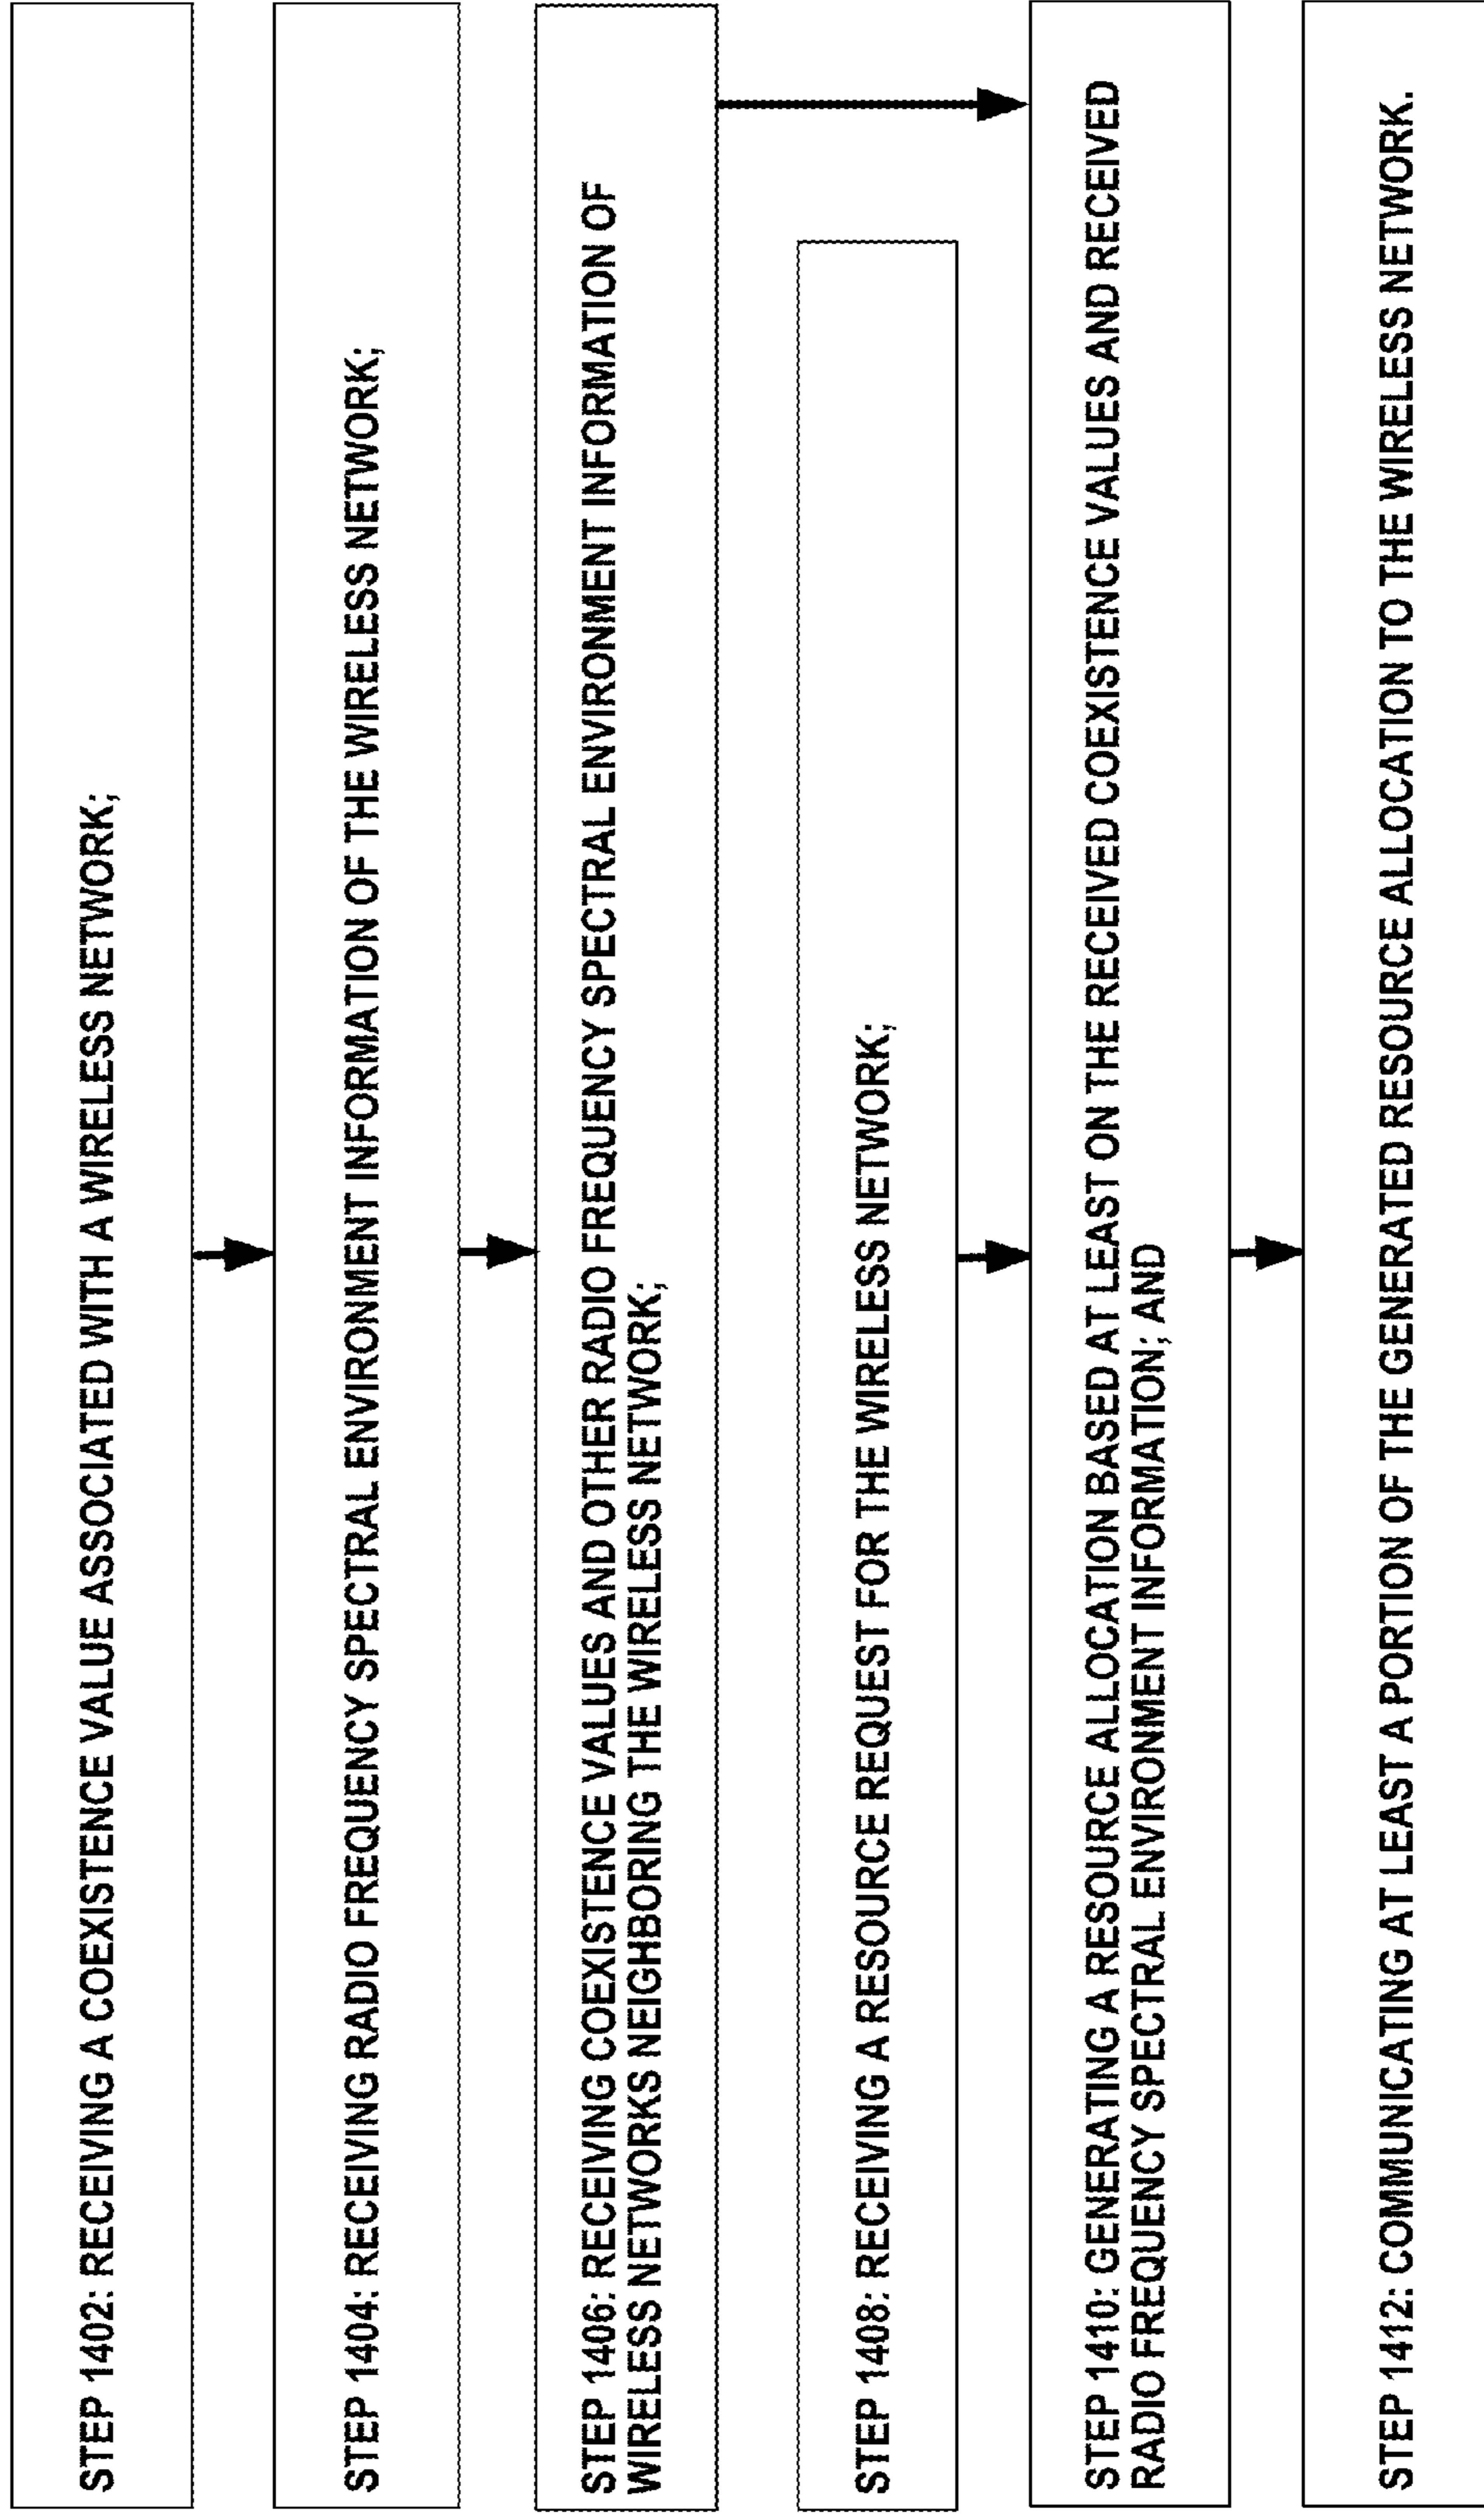 STEP 1402: RECEIVING A COEXISTENCE VALUE ASSOCIATED WITH A WIRELESS NETWORK;
STEP 1404: RECEIVING RADIO FREQUENCY SPECTRAL ENVIRONMENT INFORMATION OF THE WIRELESS NETWORK;
STEP 1406: RECEIVING COEXISTENCE VALUES AND OTHER RADIO FREQUENCY SPECTRAL ENVIRONMENT INFORMATION OF
WIRELESS NETWORKS NEIGHBORING THE WIRELESS NETWORK;
STEP 1408: RECEIVING A RESOURCE REQUEST FOR THE WIRELESS NETWORK;
STEP 1410: GENERATING A RESOURCE ALLOCATION BASED AT LEAST ON THE RECEIVED COEXISTENCE VALUES AND RECEIVED
RADIO FREQUENCY SPECTRAL ENVIRONMENT INFORMATION; AND
STEP 1412: COMMUNICATING AT LEAST A PORTION OF THE GENERATED RESOURCE ALLOCATION TO THE WIRELESS NETWORK.